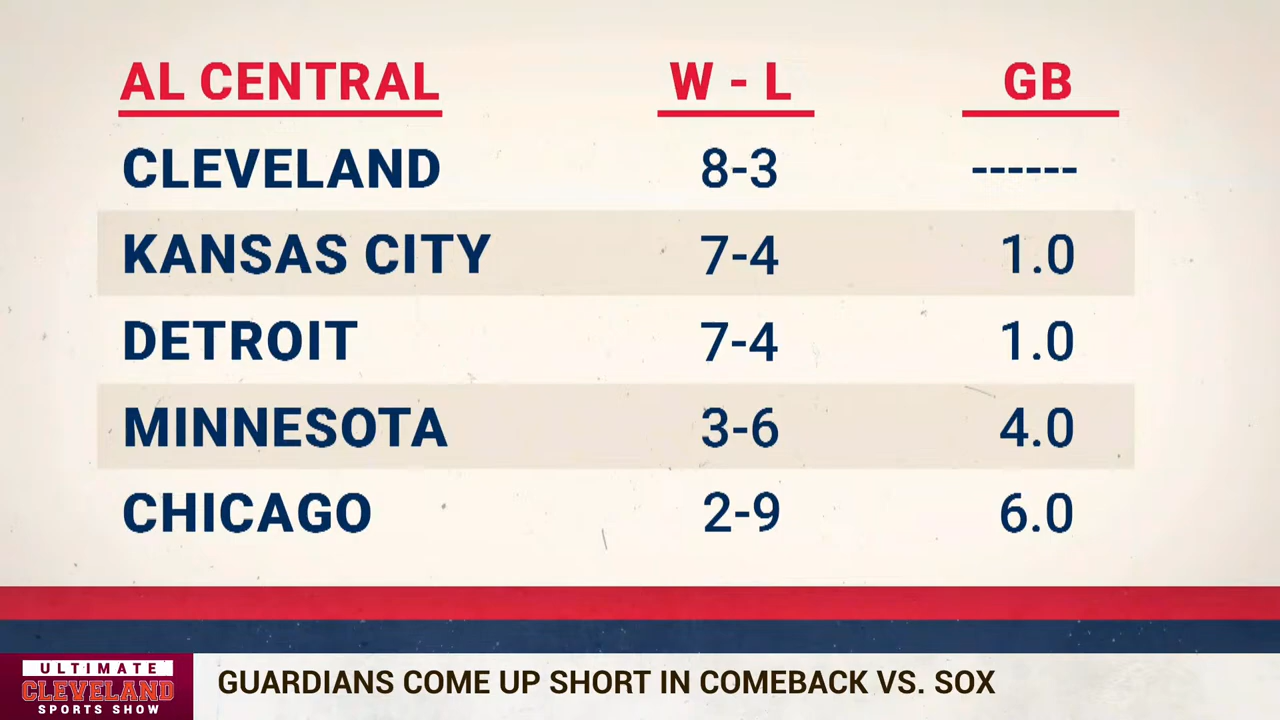 AL CENTRAL W - L GB
CLEVELAND 8-3 ------
KANSAS CITY 7-4 1.0
DETROIT 7-4 1.0
MINNESOTA 3-6 4.0
CHICAGO 2-9 6.0
ULTIMATE
CLEVELAND
SPORTS SHOW
GUARDIANS COME UP SHORT IN COMEBACK VS. SOX